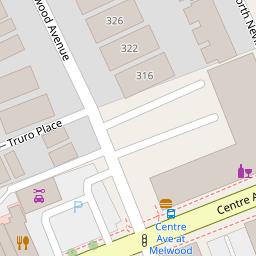 326
322
316
wood Avenue
orth Nev
Truro Place
P
Centre A
Centre
Ave at
Melwood